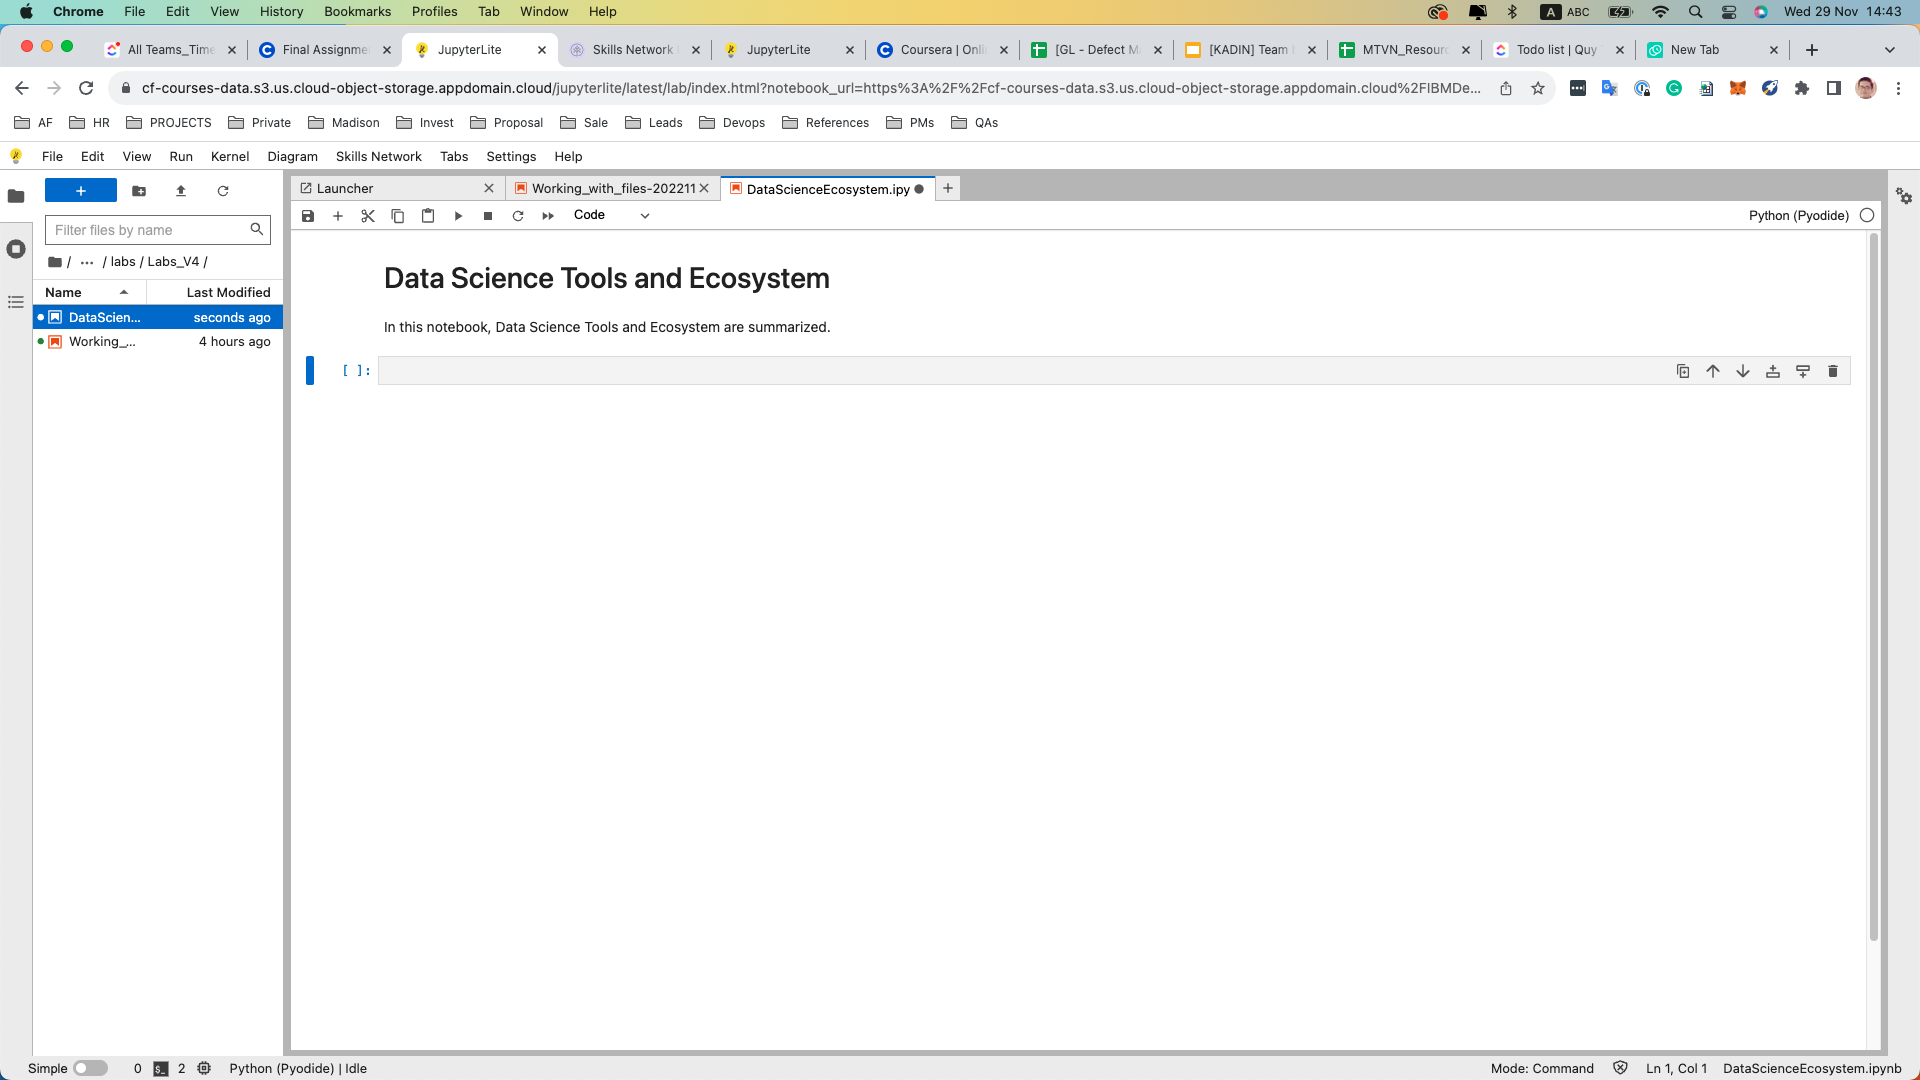 Chrome File Edit View History Bookmarks Profiles Tab Window Help A ABC Wed 29 Nov 14:43
All Teams_Time Final Assignme JupyterLite Skills Network JupyterLite Coursera | Onli [GL - Defect M [KADIN] Team MTVN_Resour Todo list | Quy New Tab
cf-courses-data.s3.us.cloud-object-storage.appdomain.cloud/jupyterlite/latest/lab/index.html?notebook_url=https%3A%2F%2Fcf-courses-data.s3.us.cloud-object-storage.appdomain.cloud%2FIBMDe...
AF HR PROJECTS Private Madison Invest Proposal Sale Leads Devops References PMs QAs
File Edit View Run Kernel Diagram Skills Network Tabs Settings Help
Launcher Working_with_files-202211 DataScienceEcosystem.ipy
Code Python (Pyodide)
Filter files by name
/ ··· / labs / Labs_V4 /
Name Last Modified
DataScien... seconds ago
Working_... 4 hours ago
Data Science Tools and Ecosystem
In this notebook, Data Science Tools and Ecosystem are summarized.
[ ]:
Simple 0 2 Python (Pyodide) | Idle Mode: Command Ln 1, Col 1 DataScienceEcosystem.ipynb